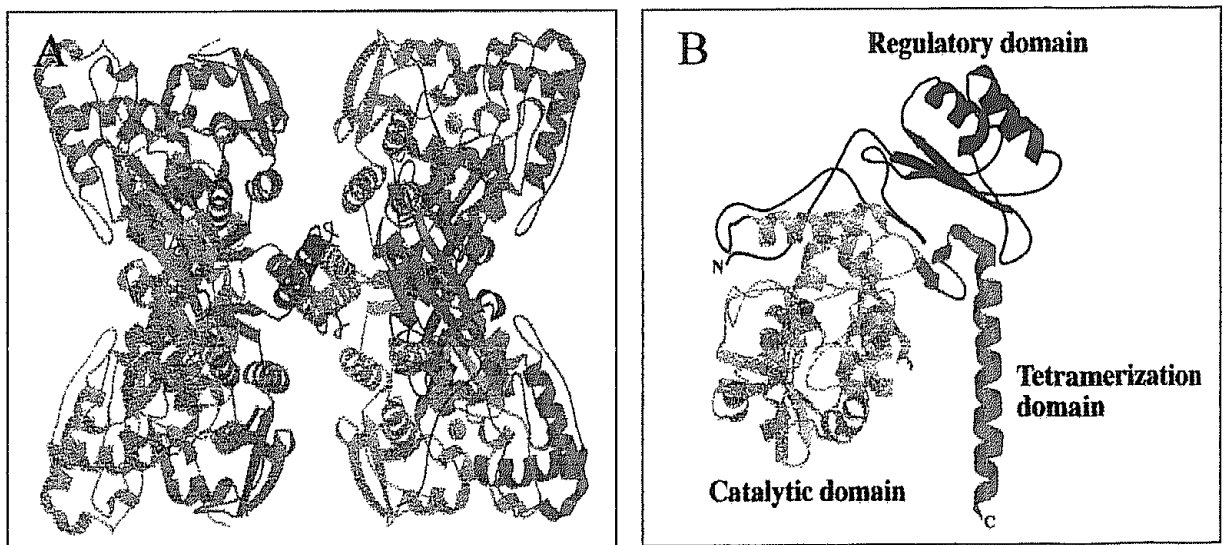 A
B
Regulatory domain
N
Tetramerization
domain
Catalytic domain
C